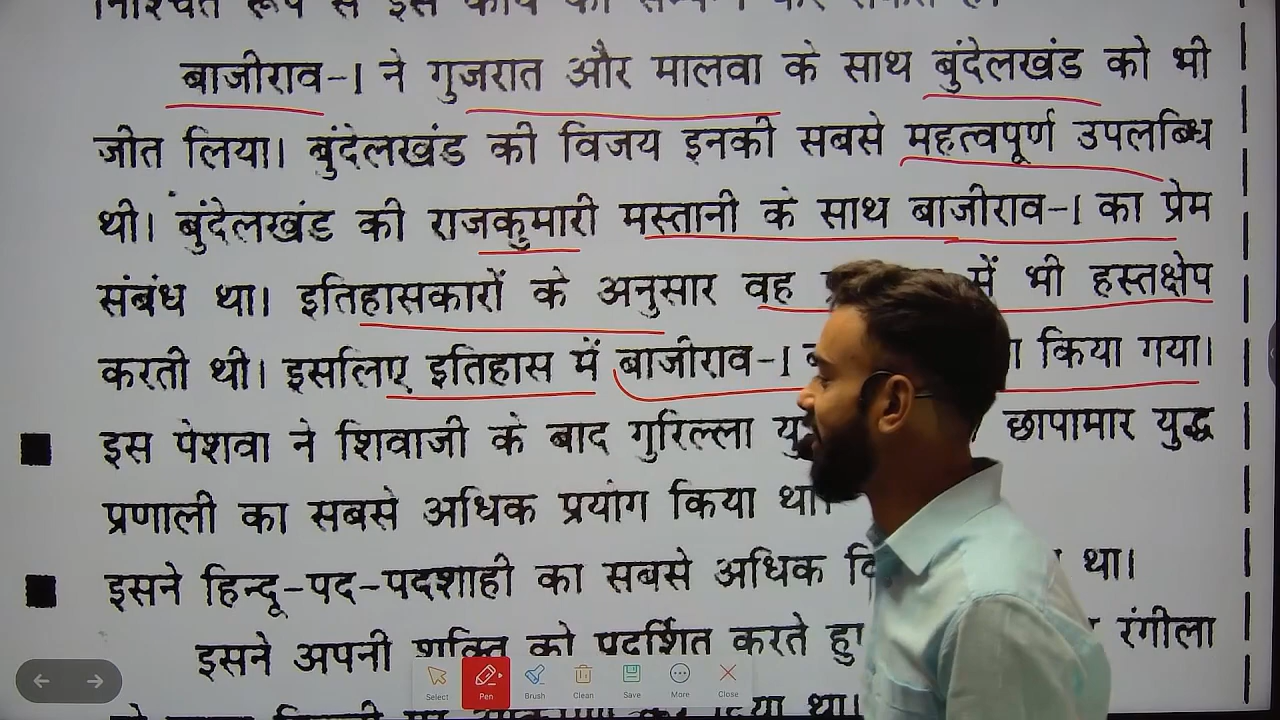 बाजीराव-I ने गुजरात और मालवा के साथ बुंदेलखंड को भी
जीत लिया। बुंदेलखंड की विजय इनकी सबसे महत्वपूर्ण उपलब्धि
थी। बुंदेलखंड की राजकुमारी मस्तानी के साथ बाजीराव-I का प्रेम
संबंध था। इतिहासकारों के अनुसार वह में भी हस्तक्षेप
करती थी। इसलिए इतिहास में बाजीराव-I किया गया।
इस पेशवा ने शिवाजी के बाद गुरिल्ला छापामार युद्ध
प्रणाली का सबसे अधिक प्रयोग किया था।
इसने हिन्दू-पद-पदशाही का सबसे अधिक था।
इसने अपनी शक्ति को प्रदर्शित करते रंगीला
Select Pen Brush Clean Save More Close